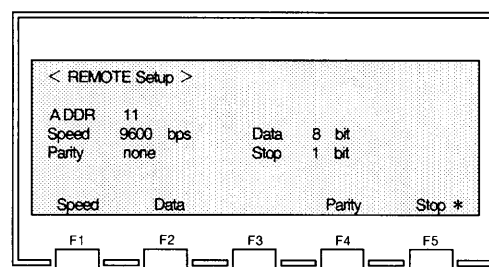 < REMOTE Setup >
ADDR 11
Speed 9600 bps Data 8 bit
Parity none Stop 1 bit
Speed Data Parity Stop *
F1 F2 F3 F4 F5